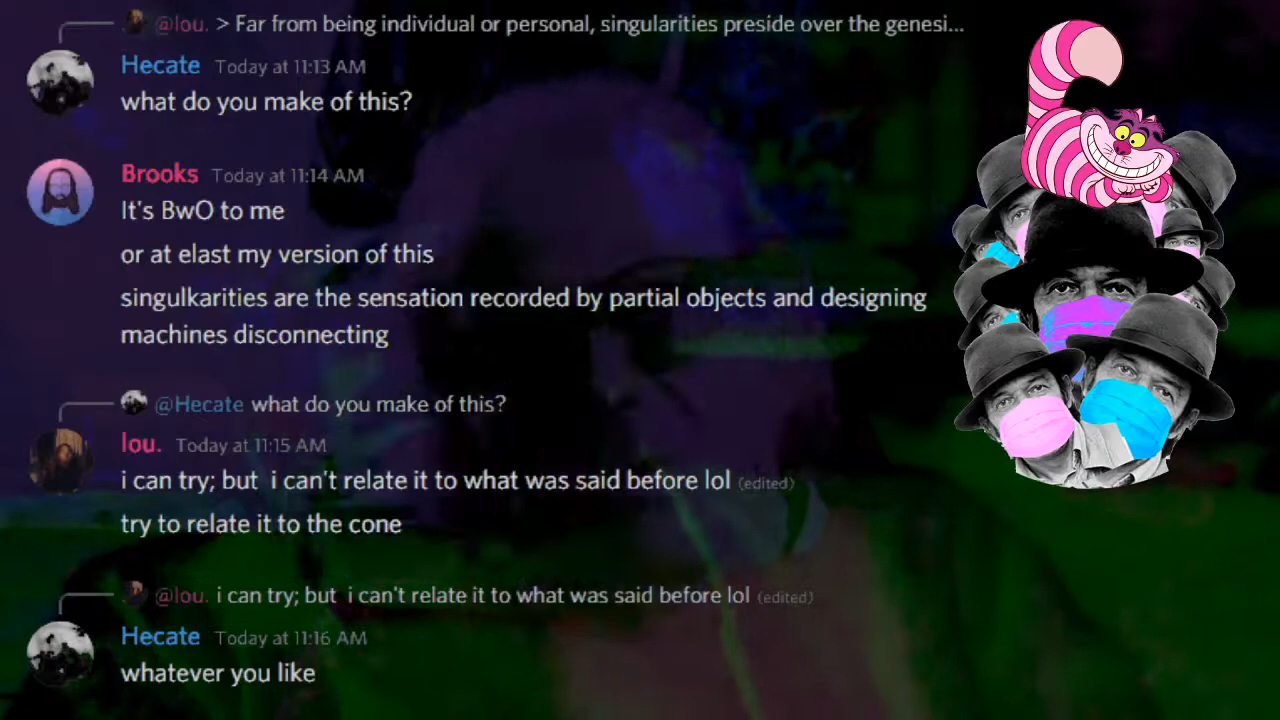 @lou. > Far from being individual or personal, singularities preside over the genesi...
Hecate Today at 11:13 AM
what do you make of this?
Brooks Today at 11:14 AM
It's BwO to me
or at elast my version of this
singulkarities are the sensation recorded by partial objects and designing
machines disconnecting
@Hecate what do you make of this?
lou. Today at 11:15 AM
i can try; but i can't relate it to what was said before lol (edited)
try to relate it to the cone
@lou. i can try; but i can't relate it to what was said before lol (edited)
Hecate Today at 11:16 AM
whatever you like